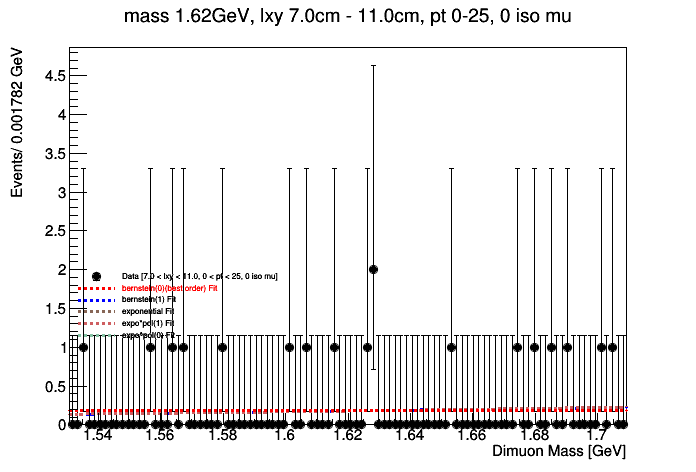 mass 1.62GeV, lxy 7.0cm - 11.0cm, pt 0-25, 0 iso mu
Events/ 0.001782 GeV
4.5
4
3.5
3
2.5
2
1.5
1
0.5
0
Data [7.0 < lxy < 11.0, 0 < pt < 25, 0 iso mu]
bernstein(0)(best order) Fit
bernstein(1) Fit
exponential Fit
expo*pol(1) Fit
expo*pol(0) Fit
1.54 1.56 1.58 1.6 1.62 1.64 1.66 1.68 1.7
Dimuon Mass [GeV]